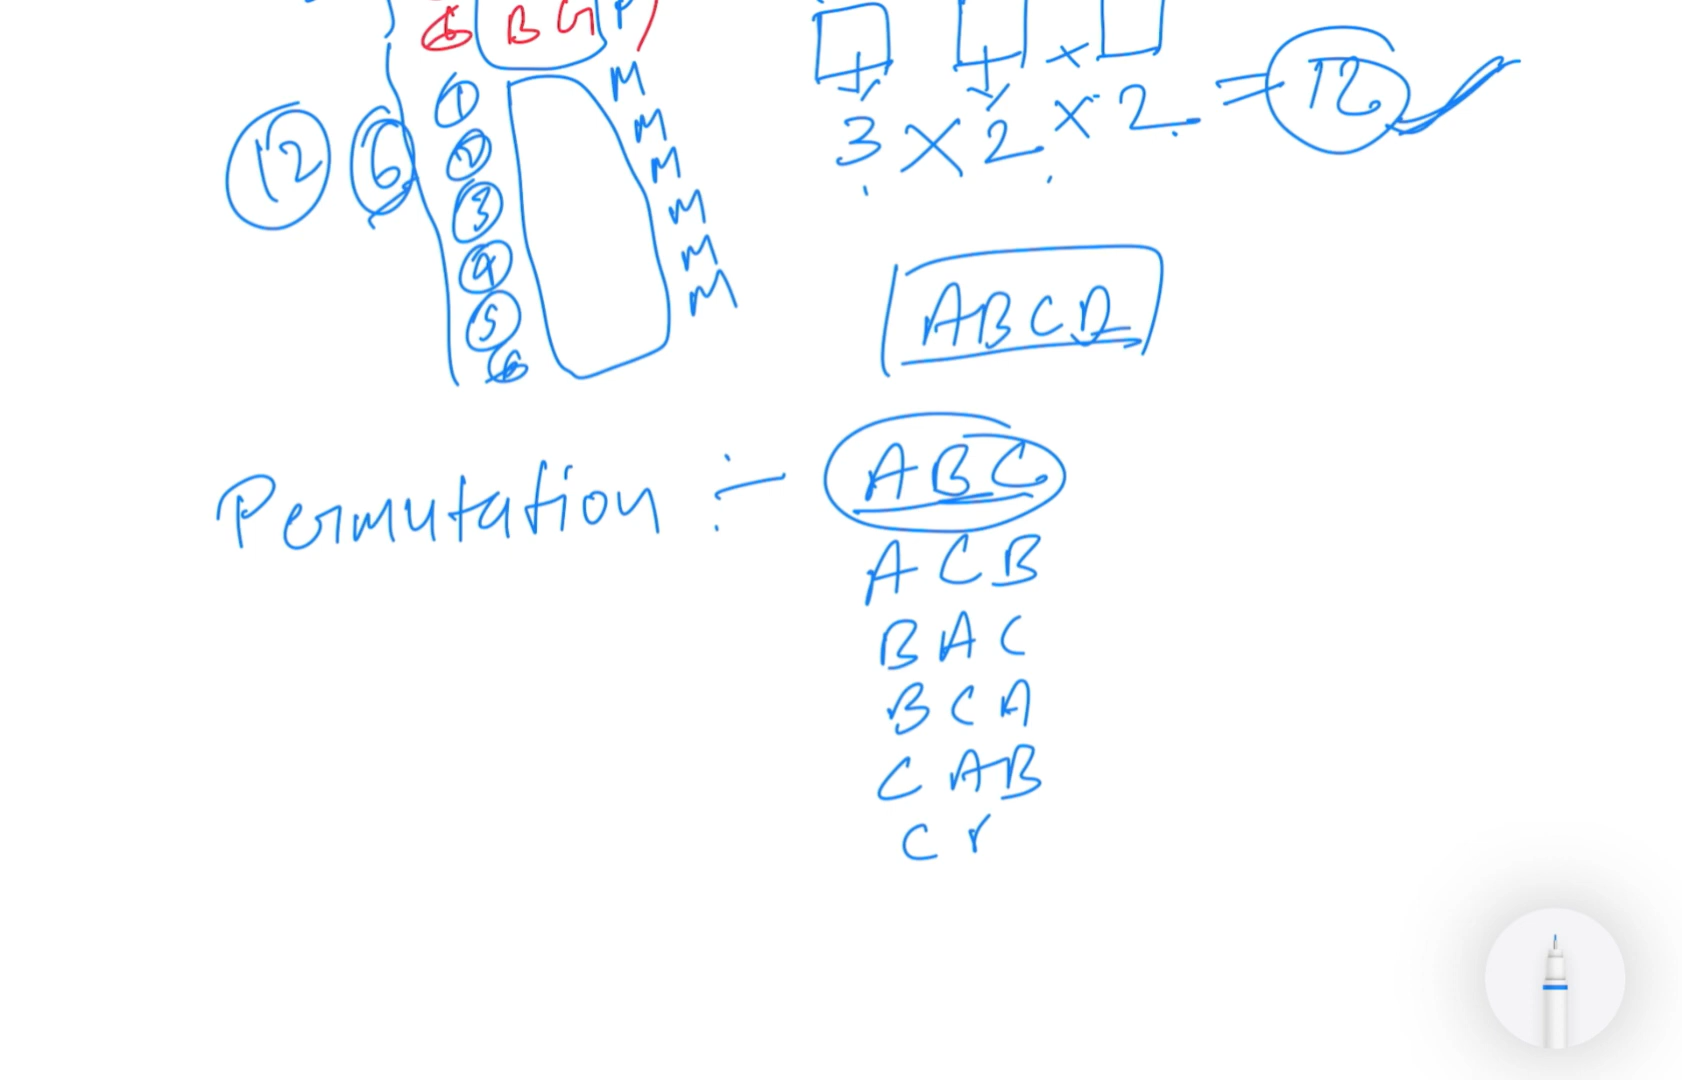 6 B G F
1 M
2 M
12 6 M
3 M
4 M
5 M
6
×
3 × 2 × 2 = 12
ABCD
Permutation :- ABC
ACB
BAC
BCA
CAB
C